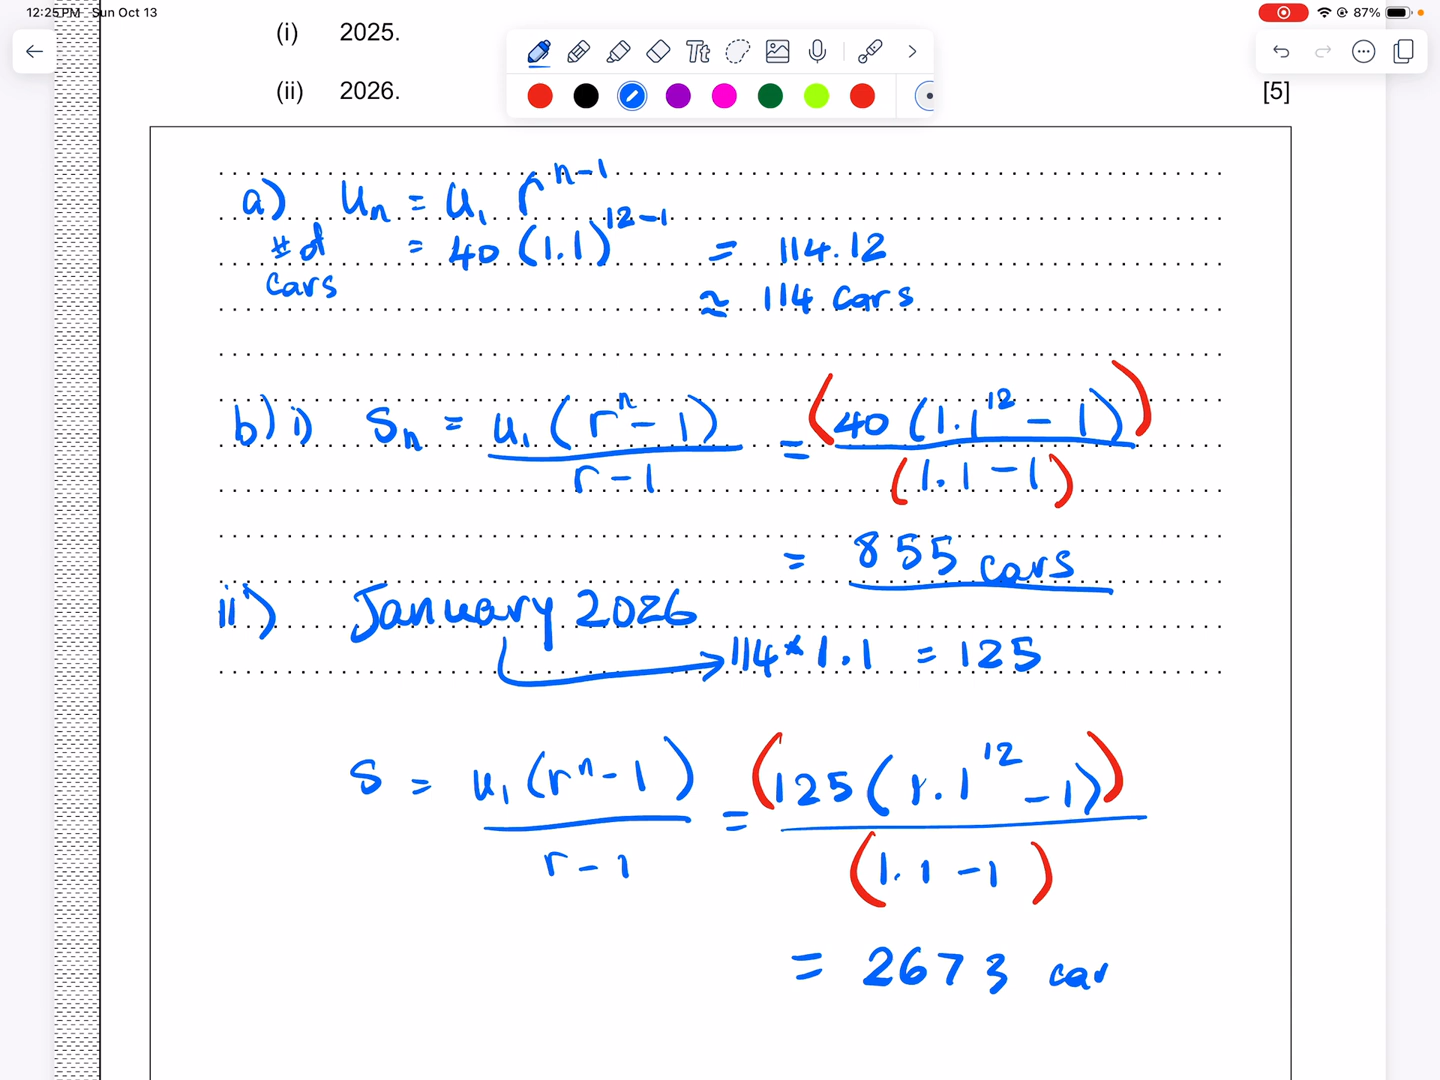 12:25 PM Sun Oct 13
87%
(i) 2025.
Tt
(ii) 2026.
[5]
a) Un = U1 r^n-1
# of cars = 40 (1.1)^12-1 = 114.12
≈ 114 cars
b) i) Sn = u1 (r^n - 1) / r - 1 = (40 (1.1^12 - 1)) / (1.1 - 1)
= 855 cars
ii) January 2026
→ 114 * 1.1 = 125
S = u1 (r^n - 1) / r - 1 = (125 (1.1^12 - 1)) / (1.1 - 1)
= 2673 car